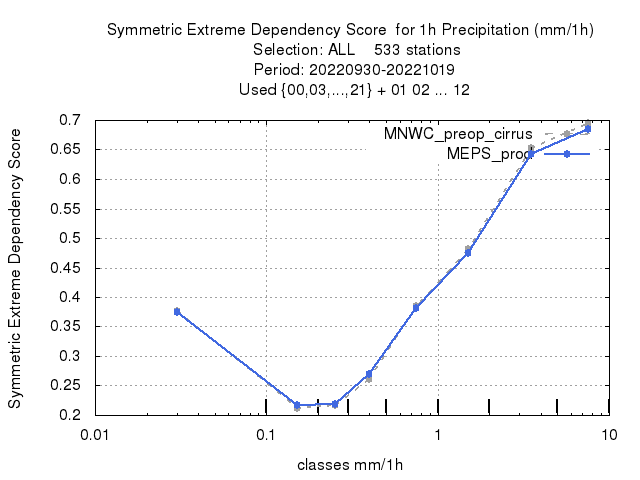 Symmetric Extreme Dependency Score for 1h Precipitation (mm/1h)
Selection: ALL 533 stations
Period: 20220930-20221019
Used {00,03,...,21} + 01 02 ... 12
Symmetric Extreme Dependency Score
0.7
0.65
0.6
0.55
0.5
0.45
0.4
0.35
0.3
0.25
0.2
MNWC_preop_cirrus
MEPS_prod
0.01 0.1 1 10
classes mm/1h